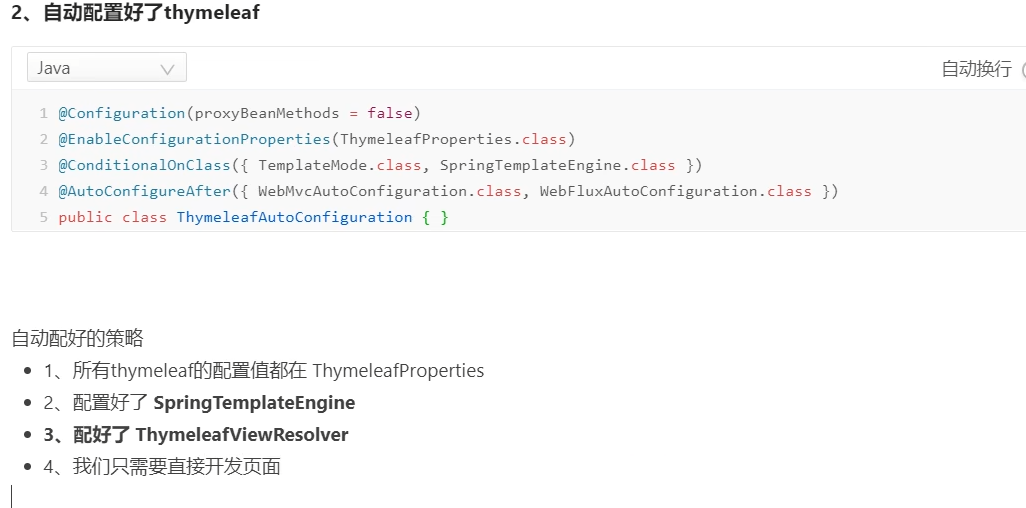 2、自动配置好了thymeleaf
Java
自动换行
1 @Configuration(proxyBeanMethods = false)
2 @EnableConfigurationProperties(ThymeleafProperties.class)
3 @ConditionalOnClass({ TemplateMode.class, SpringTemplateEngine.class })
4 @AutoConfigureAfter({ WebMvcAutoConfiguration.class, WebFluxAutoConfiguration.class })
5 public class ThymeleafAutoConfiguration { }
自动配好的策略
• 1、所有thymeleaf的配置值都在 ThymeleafProperties
• 2、配置好了 SpringTemplateEngine
• 3、配好了 ThymeleafViewResolver
• 4、我们只需要直接开发页面